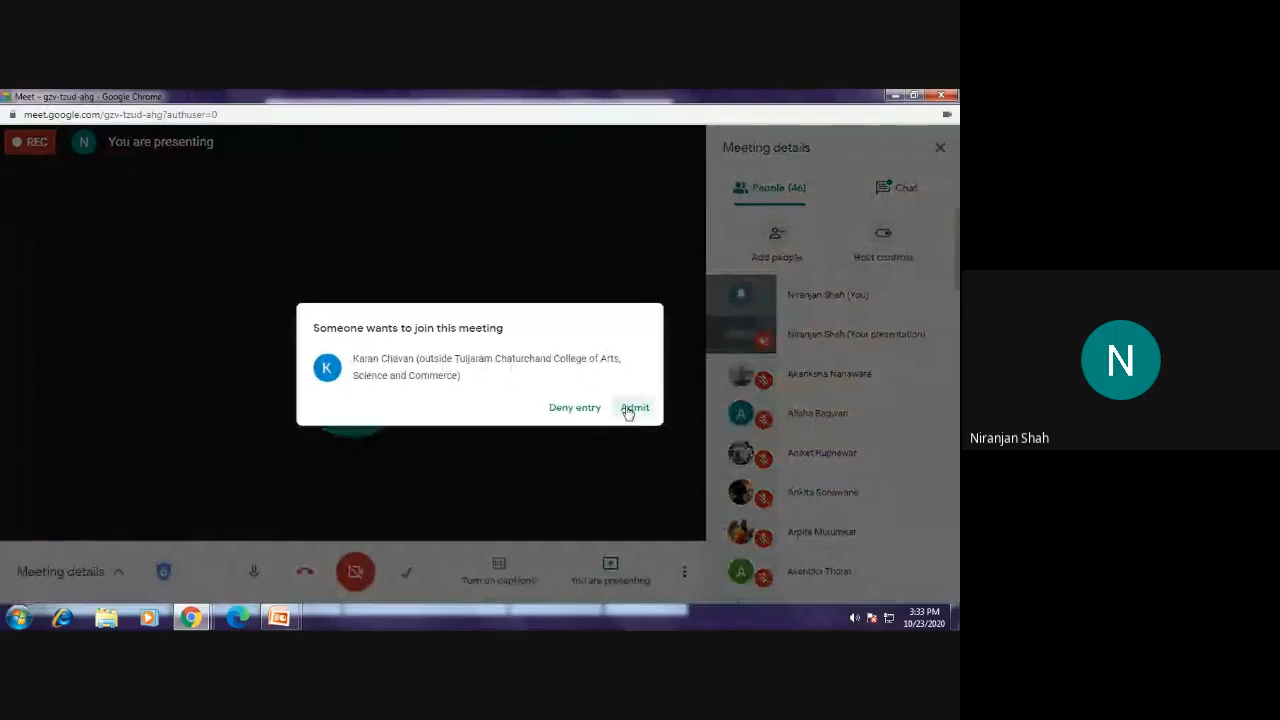 Meet – gzv-tzud-ahg - Google Chrome
meet.google.com/gzv-tzud-ahg?authuser=0
REC
N
You are presenting
Meeting details
People (46)
Chat
Add people
Host controls
Someone wants to join this meeting
K
Karan Chavan (outside Tuljaram Chaturchand College of Arts,
Science and Commerce)
Deny entry
Admit
Niranjan Shah (You)
Niranjan Shah (Your presentation)
Akanksha Nanaware
A
Alisha Bagwan
Aniket Rupnawar
Ankita Sonawane
Arpita Murumkar
A
Avantika Thorat
Meeting details
Turn on captions
You are presenting
3:33 PM
10/23/2020
N
Niranjan Shah